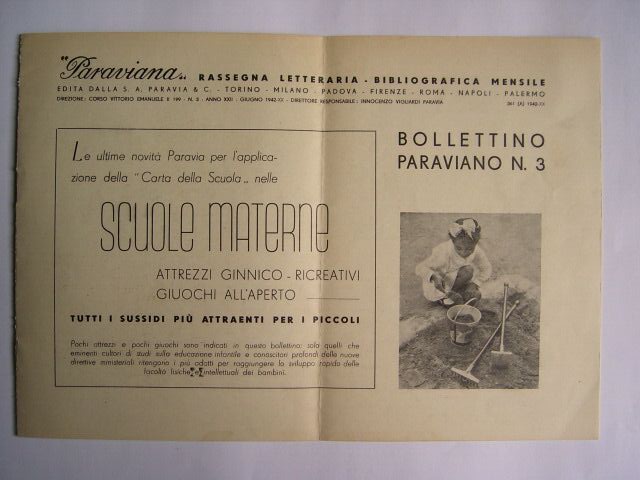 "Paraviana„ RASSEGNA LETTERARIA - BIBLIOGRAFICA MENSILE
EDITA DALLA S. A. PARAVIA & C. - TORINO - MILANO - PADOVA - FIRENZE - ROMA - NAPOLI - PALERMO
DIREZIONE: CORSO VITTORIO EMANUELE II 199 - N. 5 - ANNO XXII - GIUGNO 1942-XX - DIRETTORE RESPONSABILE: INNOCENZO VIGLIARDI PARAVIA
Le ultime novità Paravia per l'applica-
zione della "Carta della Scuola„ nelle
SCUOLE MATERNE
ATTREZZI GINNICO - RICREATIVI
GIUOCHI ALL'APERTO
TUTTI I SUSSIDI PIÙ ATTRAENTI PER I PICCOLI
Pochi attrezzi e pochi giuochi sono indicati in questo bollettino: solo quelli che
eminenti cultori di studi sulla educazione infantile e conoscitori profondi delle nuove
direttive ministeriali ritengono i più adatti per raggiungere lo sviluppo rapido delle
facoltà fisiche e intellettuali dei bambini.
BOLLETTINO
PARAVIANO N. 3